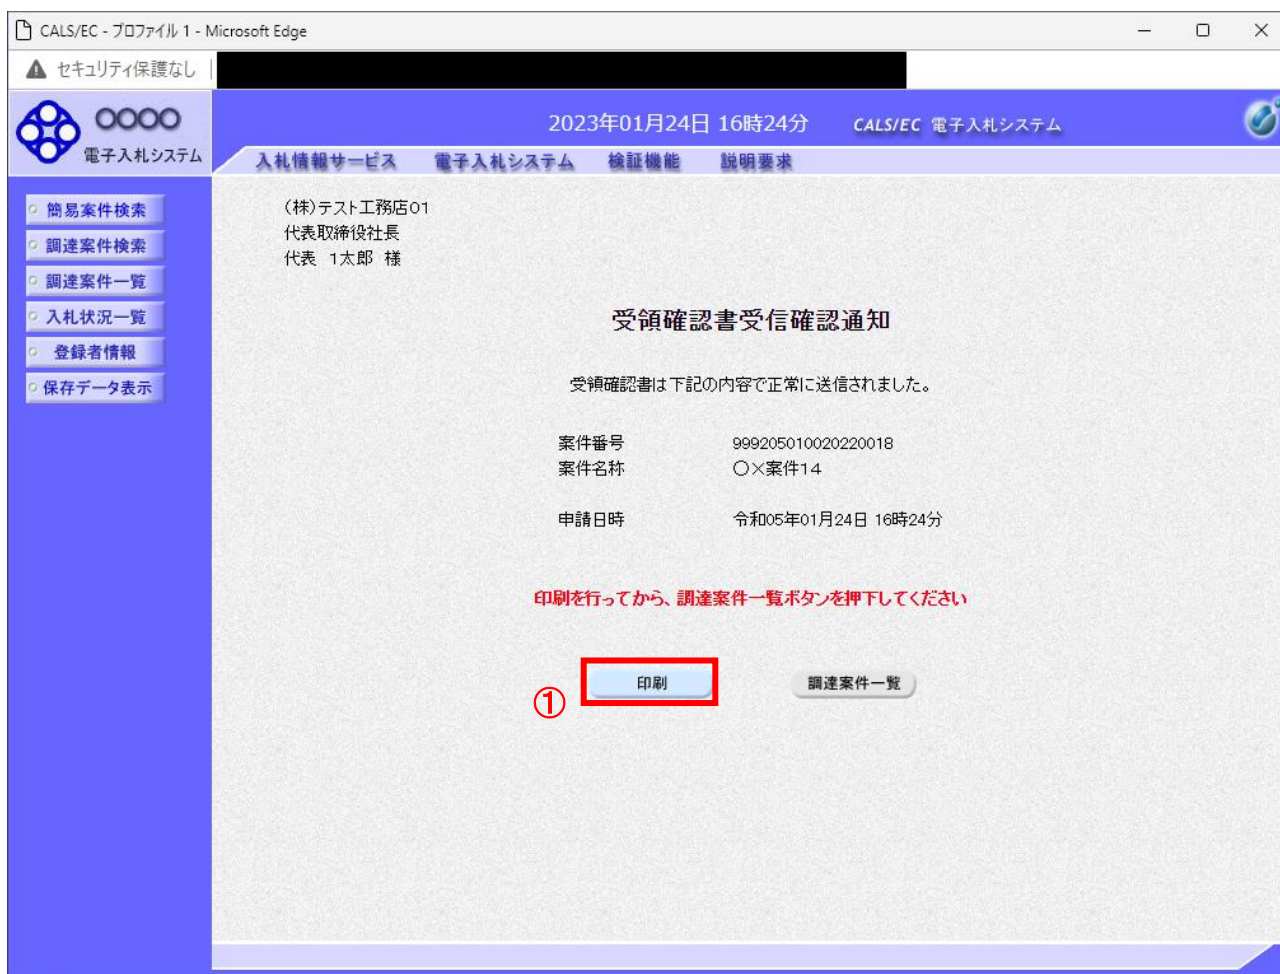 CALS/EC - プロファイル 1 - Microsoft Edge
セキュリティ保護なし
OOOO
電子入札システム
2023年01月24日 16時24分 CALS/EC 電子入札システム
入札情報サービス 電子入札システム 検証機能 説明要求
簡易案件検索
調達案件検索
調達案件一覧
入札状況一覧
登録者情報
保存データ表示
(株)テスト工務店01
代表取締役社長
代表 1太郎 様
受領確認書受信確認通知
受領確認書は下記の内容で正常に送信されました。
案件番号 999205010020220018
案件名称 〇×案件14
申請日時 令和05年01月24日 16時24分
印刷を行ってから、調達案件一覧ボタンを押下してください
① 印刷 調達案件一覧